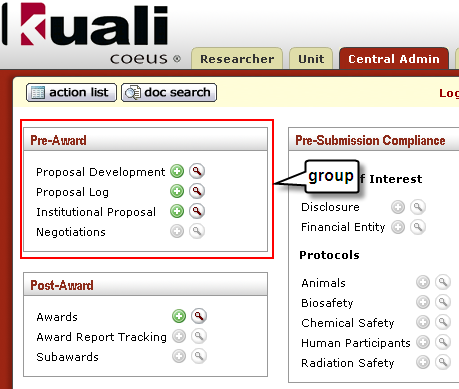 Kuali
coeus ®
Researcher
Unit
Central Admin
action list
doc search
Log
Pre-Award
Proposal Development
Proposal Log
Institutional Proposal
Negotiations
Post-Award
Awards
Award Report Tracking
Subawards
Pre-Submission Compliance
group
f Interest
Disclosure
Financial Entity
Protocols
Animals
Biosafety
Chemical Safety
Human Participants
Radiation Safety